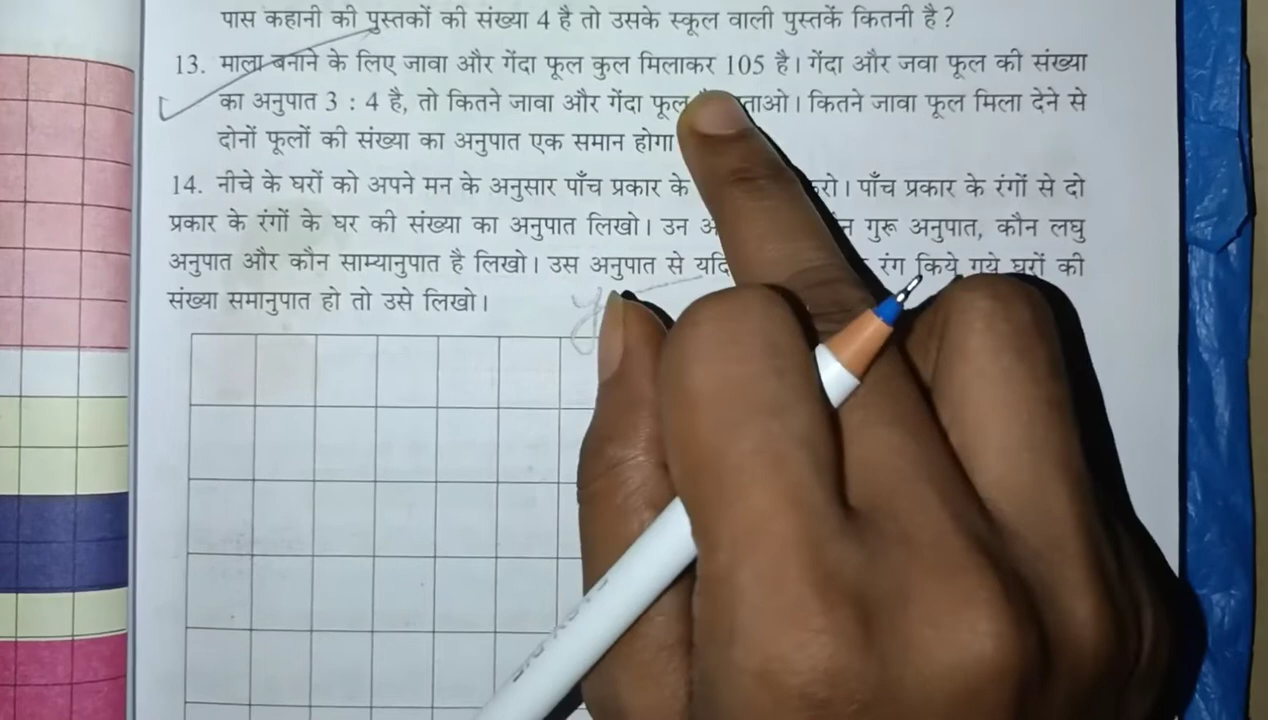 पास कहानी की पुस्तकों की संख्या 4 है तो उसके स्कूल वाली पुस्तकें कितनी है ?
13. माला बनाने के लिए जावा और गेंदा फूल कुल मिलाकर 105 है। गेंदा और जवा फूल की संख्या
का अनुपात 3 : 4 है, तो कितने जावा और गेंदा फूल कितने जावा फूल मिला देने से
दोनों फूलों की संख्या का अनुपात एक समान होगा
14. नीचे के घरों को अपने मन के अनुसार पाँच प्रकार के पाँच प्रकार के रंगों से दो
प्रकार के रंगों के घर की संख्या का अनुपात लिखो। उन गुरू अनुपात, कौन लघु
अनुपात और कौन साम्यानुपात है लिखो। उस अनुपात से यदि रंग किये गये घरों की
संख्या समानुपात हो तो उसे लिखो।